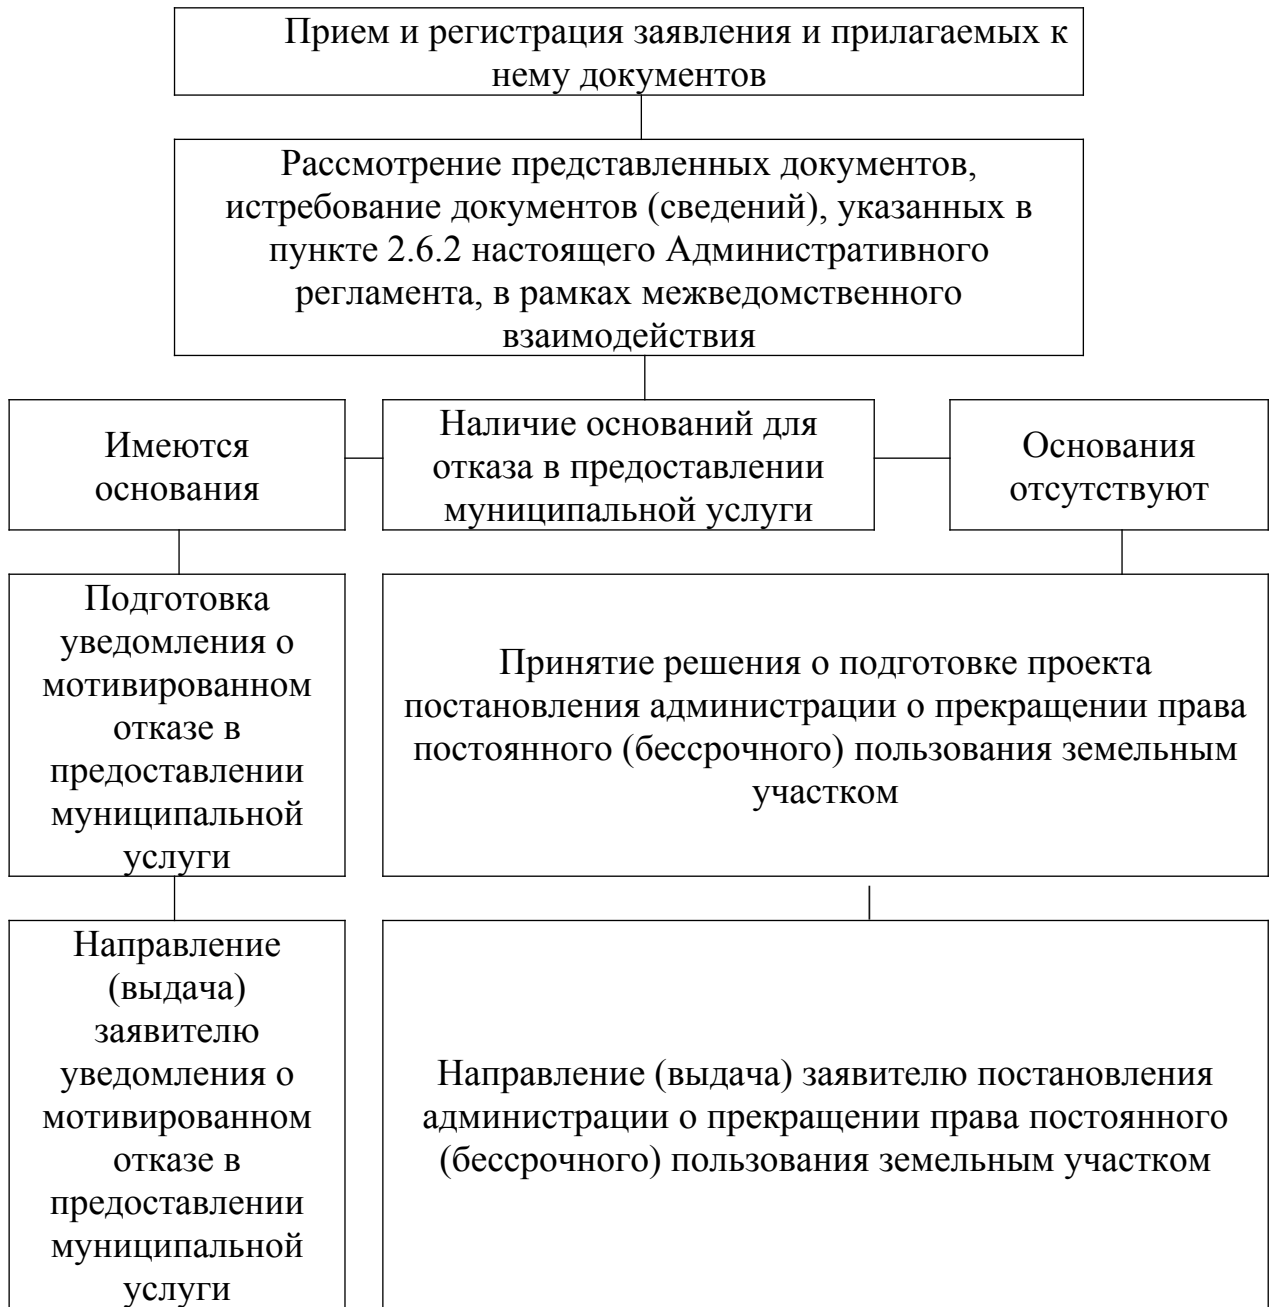 Прием и регистрация заявления и прилагаемых к
нему документов
Рассмотрение представленных документов,
истребование документов (сведений), указанных в
пункте 2.6.2 настоящего Административного
регламента, в рамках межведомственного
взаимодействия
Имеются
основания
Наличие оснований для
отказа в предоставлении
муниципальной услуги
Основания
отсутствуют
Подготовка
уведомления о
мотивированном
отказе в
предоставлении
муниципальной
услуги
Принятие решения о подготовке проекта
постановления администрации о прекращении права
постоянного (бессрочного) пользования земельным
участком
Направление
(выдача)
заявителю
уведомления о
мотивированном
отказе в
предоставлении
муниципальной
услуги
Направление (выдача) заявителю постановления
администрации о прекращении права постоянного
(бессрочного) пользования земельным участком